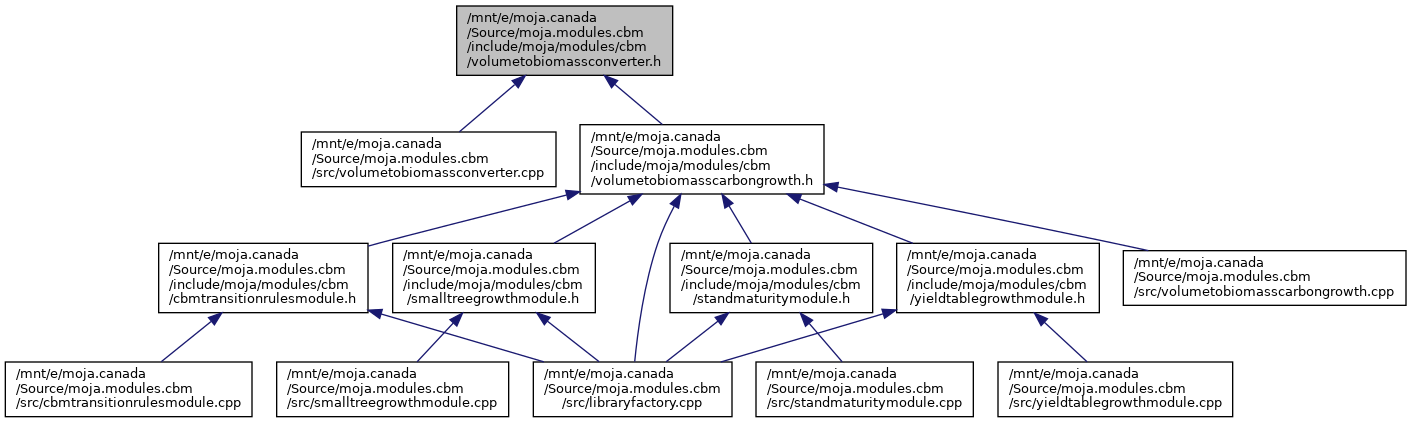 /mnt/e/moja.canada
/Source/moja.modules.cbm
/include/moja/modules/cbm
/volumetobiomassconverter.h
/mnt/e/moja.canada
/Source/moja.modules.cbm
/src/volumetobiomassconverter.cpp
/mnt/e/moja.canada
/Source/moja.modules.cbm
/include/moja/modules/cbm
/volumetobiomasscarbongrowth.h
/mnt/e/moja.canada
/Source/moja.modules.cbm
/include/moja/modules/cbm
/cbmtransitionrulesmodule.h
/mnt/e/moja.canada
/Source/moja.modules.cbm
/include/moja/modules/cbm
/smalltreegrowthmodule.h
/mnt/e/moja.canada
/Source/moja.modules.cbm
/include/moja/modules/cbm
/standmaturitymodule.h
/mnt/e/moja.canada
/Source/moja.modules.cbm
/include/moja/modules/cbm
/yieldtablegrowthmodule.h
/mnt/e/moja.canada
/Source/moja.modules.cbm
/src/volumetobiomasscarbongrowth.cpp
/mnt/e/moja.canada
/Source/moja.modules.cbm
/src/cbmtransitionrulesmodule.cpp
/mnt/e/moja.canada
/Source/moja.modules.cbm
/src/smalltreegrowthmodule.cpp
/mnt/e/moja.canada
/Source/moja.modules.cbm
/src/libraryfactory.cpp
/mnt/e/moja.canada
/Source/moja.modules.cbm
/src/standmaturitymodule.cpp
/mnt/e/moja.canada
/Source/moja.modules.cbm
/src/yieldtablegrowthmodule.cpp